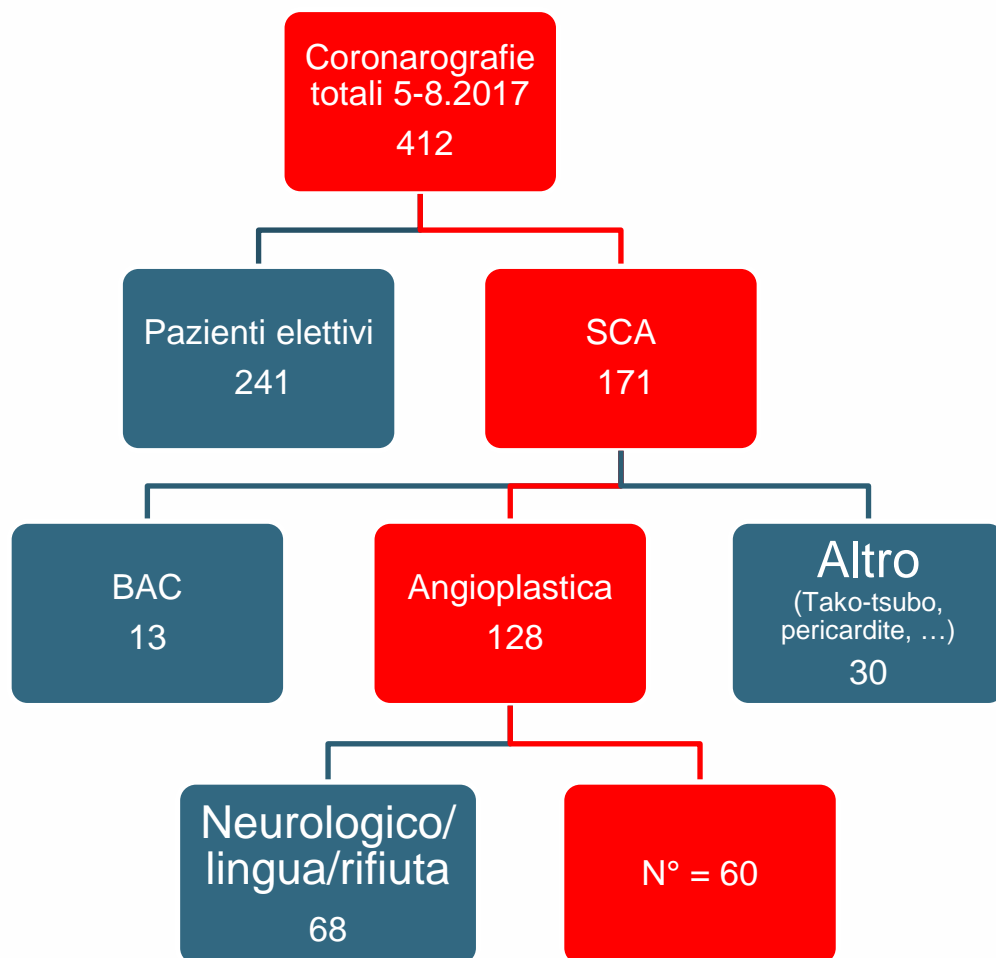 Coronarografie
totali 5-8.2017
412
Pazienti elettivi
241
SCA
171
BAC
13
Angioplastica
128
Altro
(Tako-tsubo,
pericardite, …)
30
Neurologico/
lingua/rifiuta
68
N° = 60